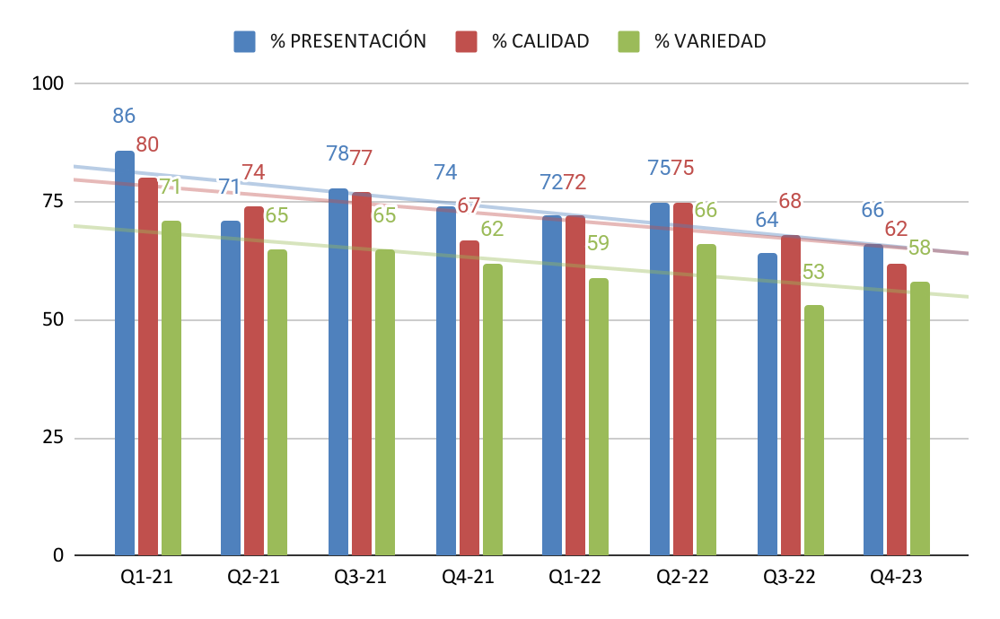 % PRESENTACIÓN % CALIDAD % VARIEDAD
100
75
50
25
0
86 80 71
71 74 65
78 77 65
74 67 62
72 72 59
75 75 66
64 68 53
66 62 58
Q1-21 Q2-21 Q3-21 Q4-21 Q1-22 Q2-22 Q3-22 Q4-23